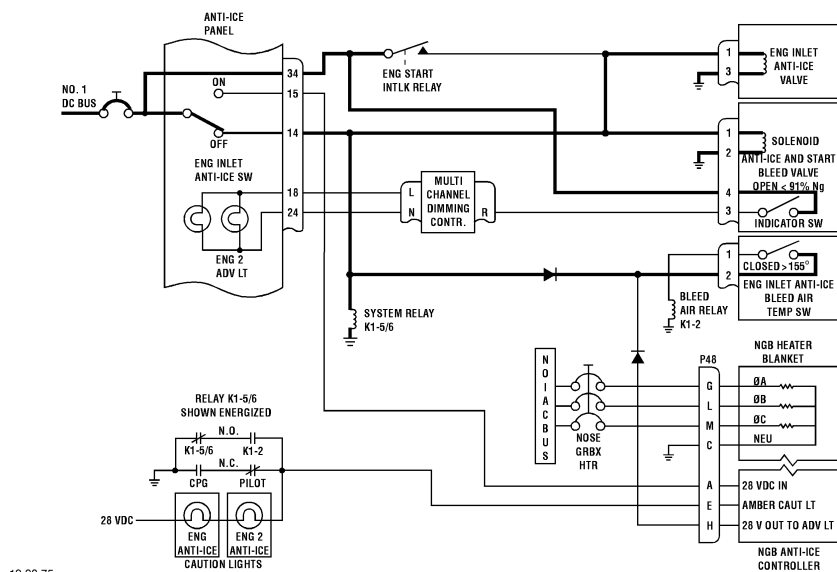 ANTI-ICE
PANEL
NO. 1
DC BUS
ON
OFF
ENG INLET
ANTI-ICE SW
ENG 2
ADV LT
34
15
14
18
24
ENG START
INTLK RELAY
L
N
MULTI
CHANNEL
DIMMING
CONTR.
R
1
3
ENG INLET
ANTI-ICE
VALVE
1
2
4
3
SOLENOID
ANTI-ICE AND START
BLEED VALVE
OPEN < 91% Ng
INDICATOR SW
1
2
CLOSED > 155°
ENG INLET ANTI-ICE
BLEED AIR
TEMP SW
SYSTEM RELAY
K1-5/6
BLEED
AIR RELAY
K1-2
RELAY K1-5/6
SHOWN ENERGIZED
N.O.
K1-5/6
K1-2
N.C.
CPG
PILOT
28 VDC
ENG
ANTI-ICE
ENG 2
ANTI-ICE
CAUTION LIGHTS
NO I AC BUS
NOSE
GRBX
HTR
P48
G
L
M
C
A
E
H
NGB HEATER
BLANKET
ØA
ØB
ØC
NEU
28 VDC IN
AMBER CAUT LT
28 V OUT TO ADV LT
NGB ANTI-ICE
CONTROLLER